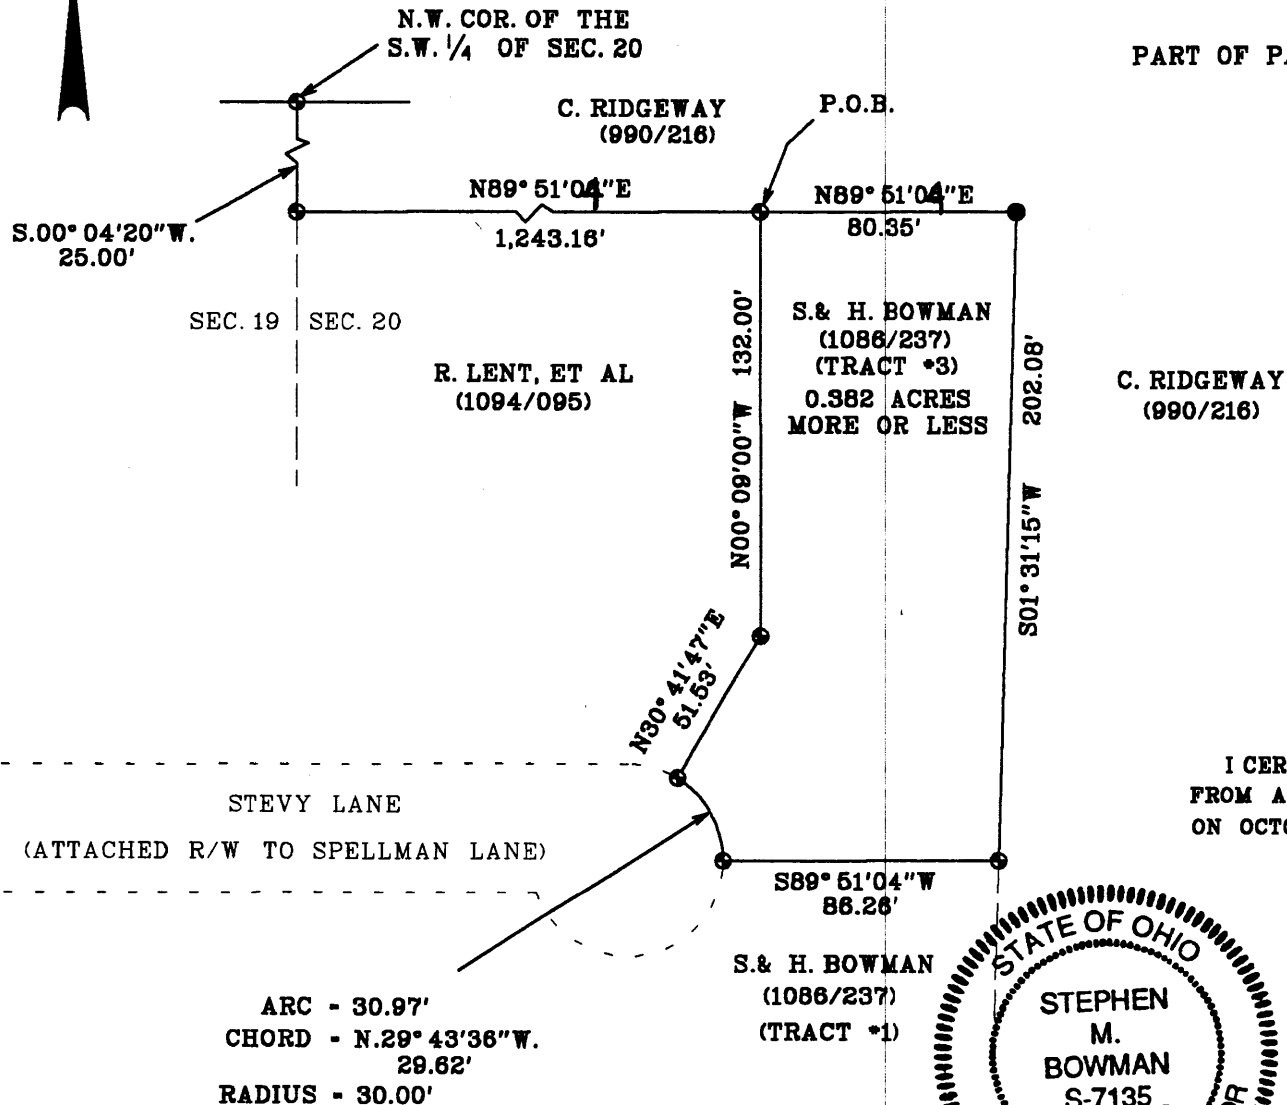 N.W. COR. OF THE
S.W. 1/4 OF SEC. 20
PART OF
C. RIDGEWAY
(990/216)
P.O.B.
N89° 51'04"E
1,243.16'
N89° 51'04"E
80.35'
S.00° 04'20"W.
25.00'
SEC. 19
SEC. 20
R. LENT, ET AL
(1094/095)
N00° 09'00"W 132.00'
S.& H. BOWMAN
(1086/237)
(TRACT #3)
0.382 ACRES
MORE OR LESS
S01° 31'15"W 202.08'
C. RIDGEWAY
(990/216)
N30° 41'47"E
51.53'
STEVY LANE
(ATTACHED R/W TO SPELLMAN LANE)
I
FROM A
ON
S89° 51'04"W
86.26'
S.& H. BOWMAN
(1086/237)
(TRACT #1)
ARC = 30.97'
CHORD = N.29° 43'36"W.
29.62'
RADIUS = 30.00'
STATE OF OHIO
STEPHEN
M.
BOWMAN
S-7135